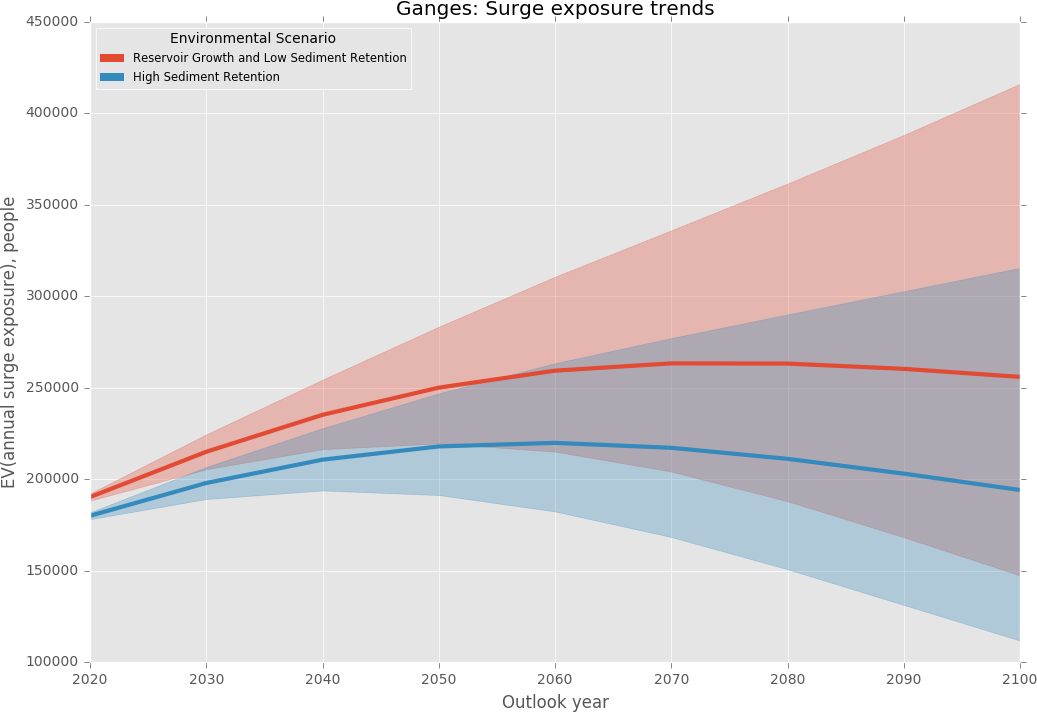 Ganges: Surge exposure trends
450000
400000
350000
300000
250000
200000
150000
100000
EV(annual surge exposure), people
Environmental Scenario
Reservoir Growth and Low Sediment Retention
High Sediment Retention
2020 2030 2040 2050 2060 2070 2080 2090 2100
Outlook year